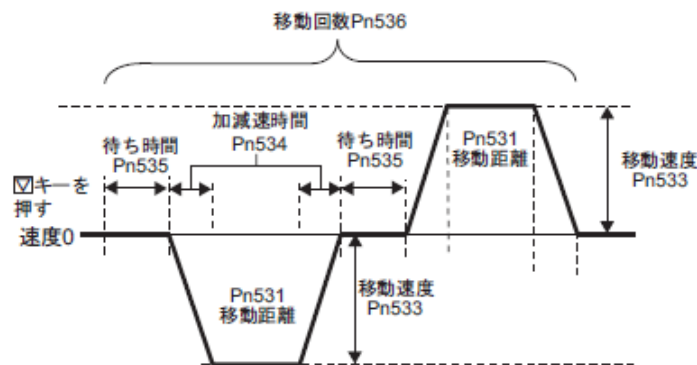 移動回数Pn536
加減速時間
Pn534
待ち時間
Pn535
待ち時間
Pn535
Pn531
移動距離
移動速度
Pn533
▽キーを
押す
速度0
Pn531
移動距離
移動速度
Pn533